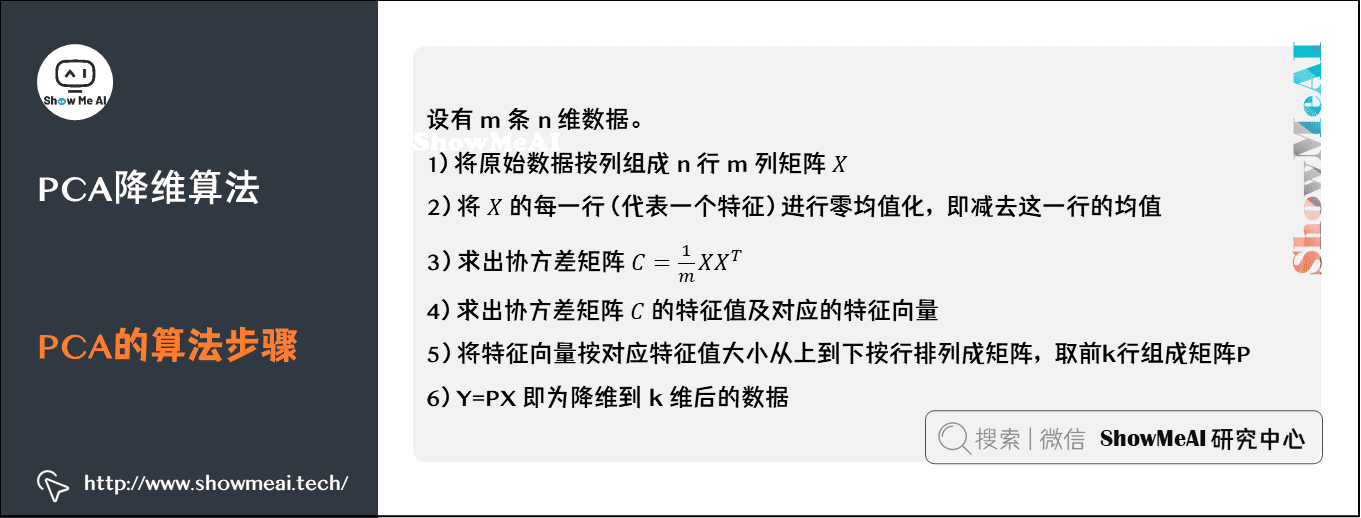 Show Me AI
PCA降维算法
PCA的算法步骤
http://www.showmeai.tech/
设有 m 条 n 维数据。
ShowMeAI
1) 将原始数据按列组成 n 行 m 列矩阵 X
2) 将 X 的每一行 (代表一个特征) 进行零均值化, 即减去这一行的均值
3) 求出协方差矩阵 C = 1/m XXᵀ
4) 求出协方差矩阵 C 的特征值及对应的特征向量
5) 将特征向量按对应特征值大小从上到下按行排列成矩阵, 取前k行组成矩阵P
6) Y=PX 即为降维到 k 维后的数据
ShowMeAI
搜索 | 微信 ShowMeAI 研究中心